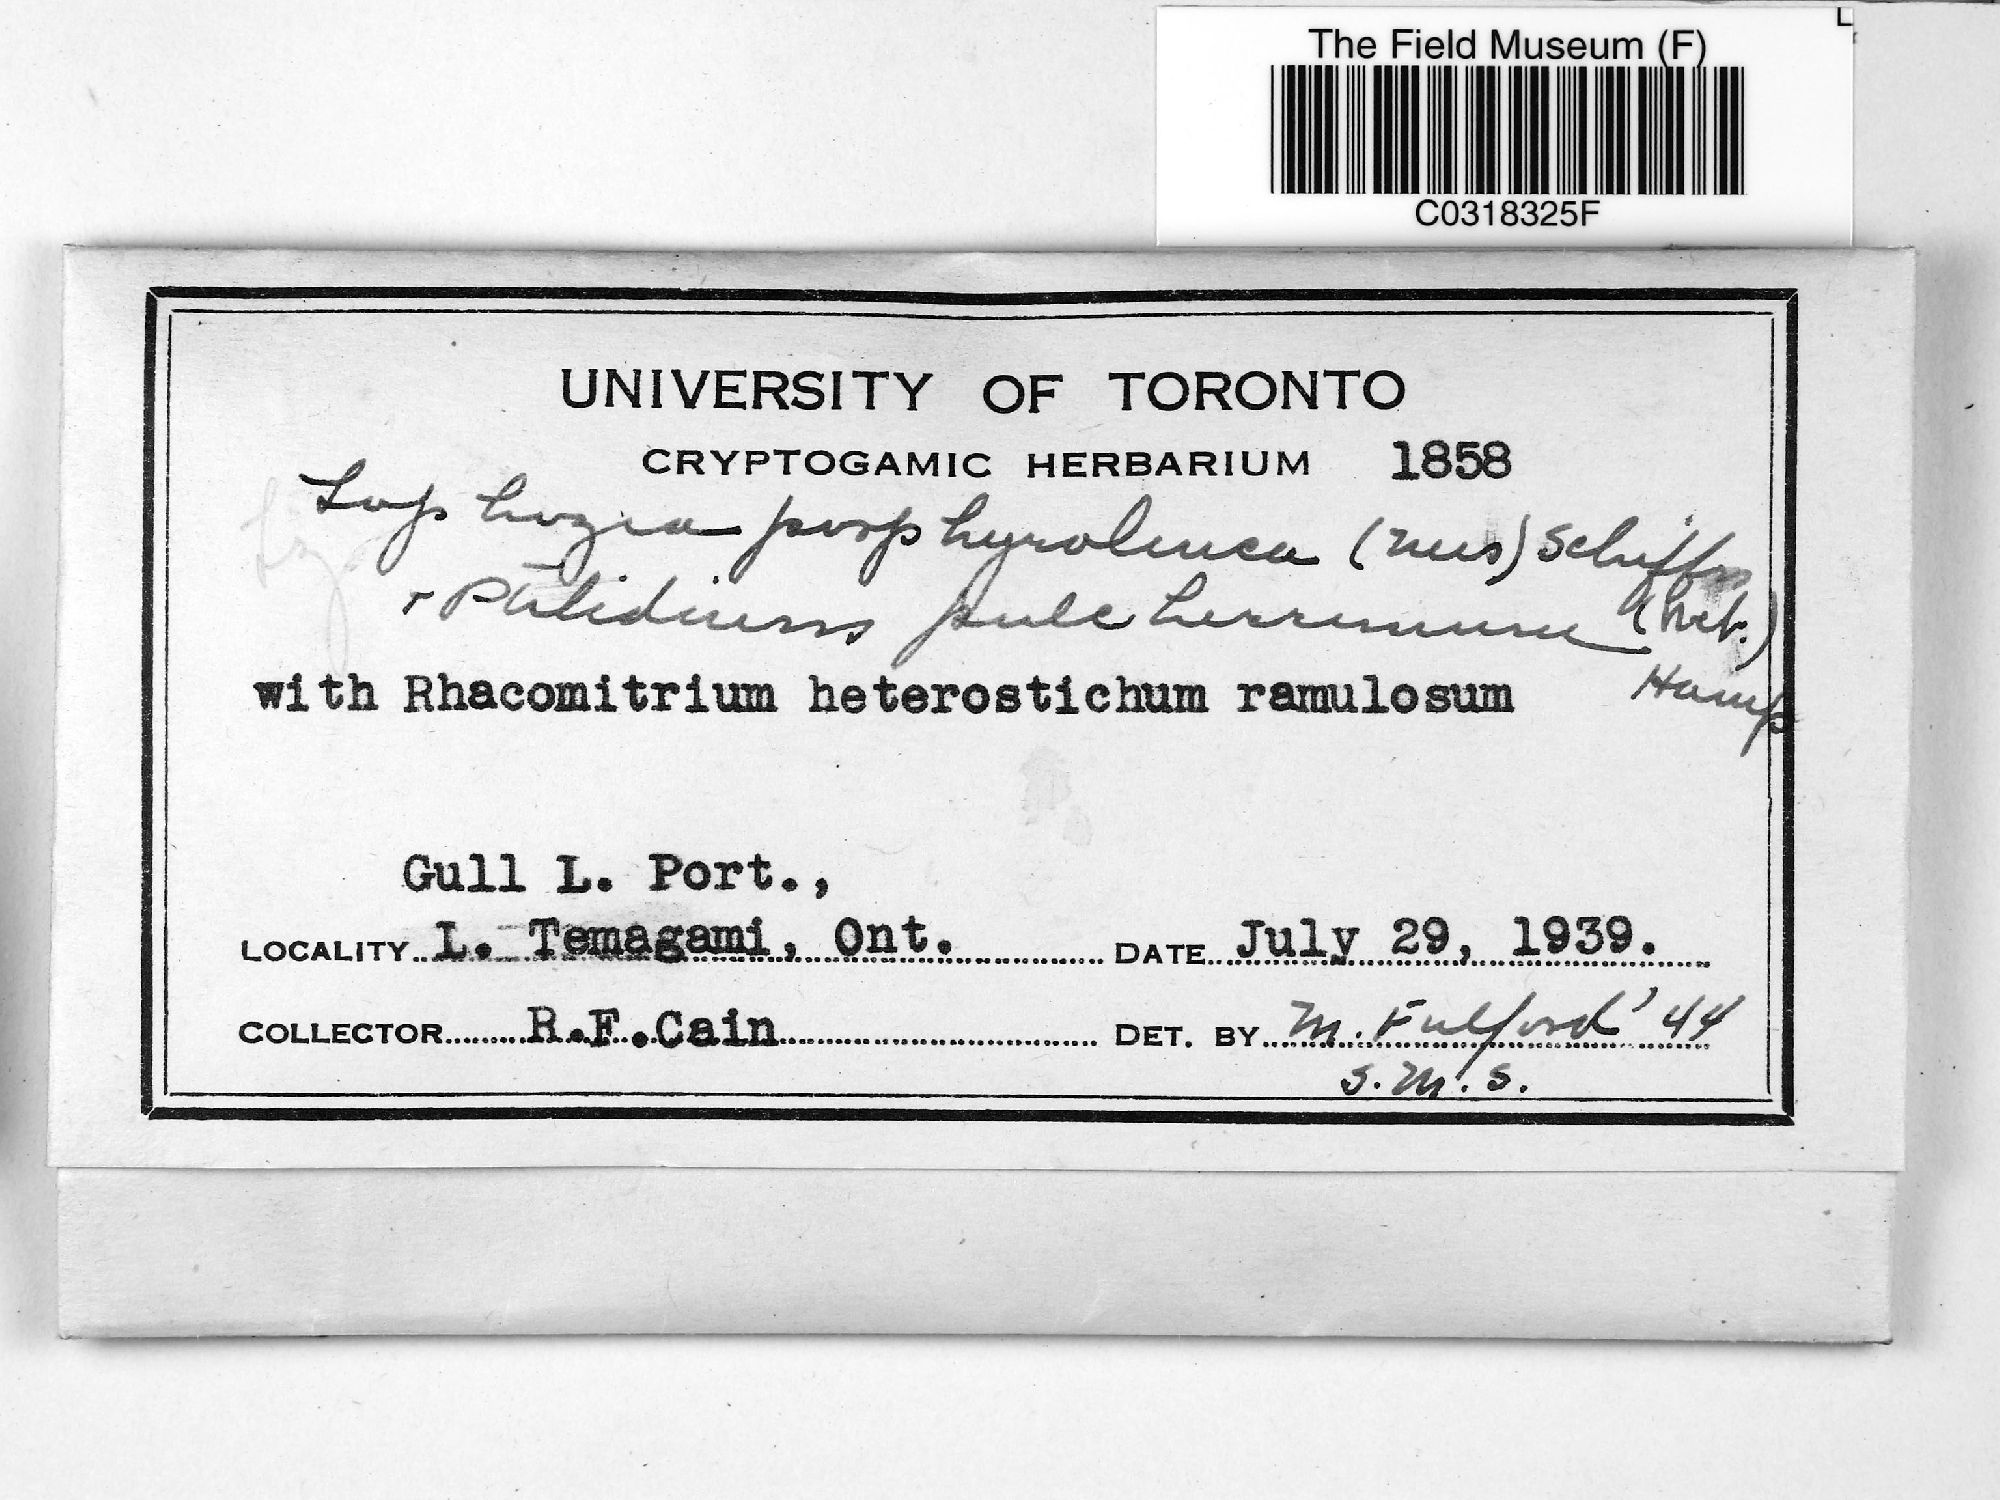 The Field Museum (F)
C0318325F
UNIVERSITY OF TORONTO
CRYPTOGAMIC HERBARIUM 1858
Lophozia porphyroleuca (Nees) Schiffn
+ Ptilidium pulcherrimum (Web.)
Hamp
with Rhacomitrium heterostichum ramulosum
Gull L. Port.,
LOCALITY L. Temagami, Ont. DATE July 29, 1939.
COLLECTOR R.F.Cain DET. BY M. Fulford '44
S.M.S.